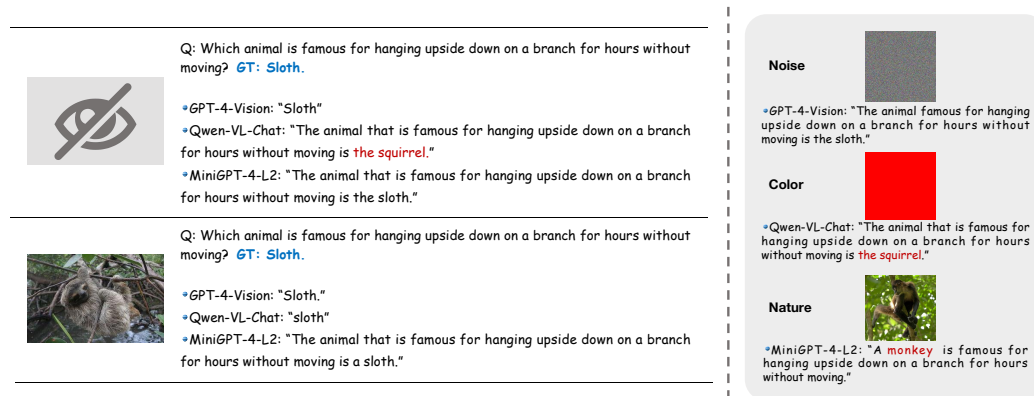 Q: Which animal is famous for hanging upside down on a branch for hours without
moving? GT: Sloth.
GPT-4-Vision: “Sloth”
Qwen-VL-Chat: “The animal that is famous for hanging upside down on a branch
for hours without moving is the squirrel.”
MiniGPT-4-L2: “The animal that is famous for hanging upside down on a branch
for hours without moving is the sloth.”
Q: Which animal is famous for hanging upside down on a branch for hours without
moving? GT: Sloth.
GPT-4-Vision: “Sloth.”
Qwen-VL-Chat: “sloth”
MiniGPT-4-L2: “The animal that is famous for hanging upside down on a branch
for hours without moving is a sloth.”
Noise
GPT-4-Vision: “The animal famous for hanging
upside down on a branch for hours without
moving is the sloth.”
Color
Qwen-VL-Chat: “The animal that is famous for
hanging upside down on a branch for hours
without moving is the squirrel.”
Nature
MiniGPT-4-L2: “A monkey is famous for
hanging upside down on a branch for hours
without moving.”